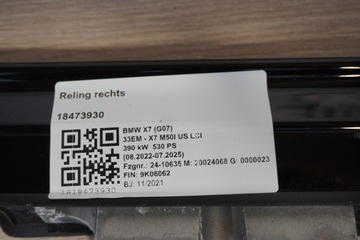 Reling rechts
18473930
BMW X7 (G07)
33EM - X7 M50I US LCI
390 kW 530 PS
(08.2022-07.2025)
Fzgnr.: 24-10635 M: 20024068 G: 0000023
FIN: 9K06062
BJ: 11/2021
1A18473930